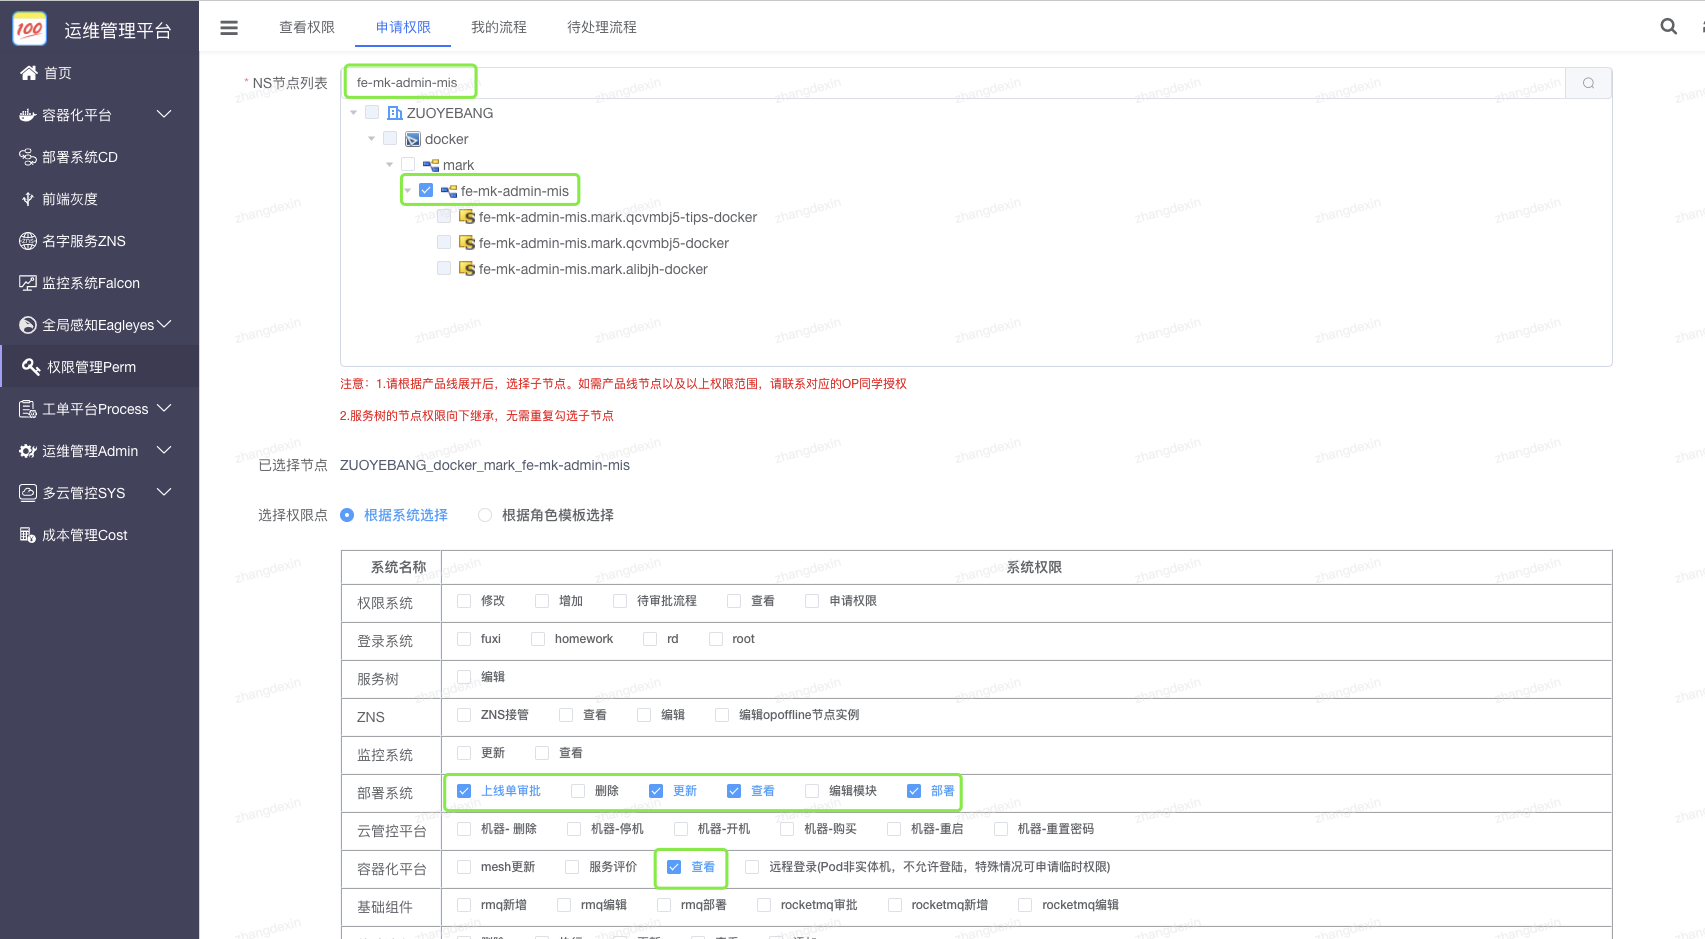 100 运维管理平台
查看权限 申请权限 我的流程 待处理流程
首页
容器化平台
部署系统CD
前端灰度
名字服务ZNS
监控系统Falcon
全局感知Eagleyes
权限管理Perm
工单平台Process
运维管理Admin
多云管控SYS
成本管理Cost
* NS节点列表 fe-mk-admin-mis
ZUOYEBANG
docker
mark
fe-mk-admin-mis
fe-mk-admin-mis.mark.qcvmbj5-tips-docker
fe-mk-admin-mis.mark.qcvmbj5-docker
fe-mk-admin-mis.mark.alibjh-docker
注意：1.请根据产品线展开后，选择子节点。如需产品线节点以及以上权限范围，请联系对应的OP同学授权
2.服务树的节点权限向下继承，无需重复勾选子节点
已选择节点 ZUOYEBANG_docker_mark_fe-mk-admin-mis
选择权限点 根据系统选择 根据角色模板选择
系统名称 系统权限
权限系统 修改 增加 待审批流程 查看 申请权限
登录系统 fuxi homework rd root
服务树 编辑
ZNS ZNS接管 查看 编辑 编辑opoffline节点实例
监控系统 更新 查看
部署系统 上线单审批 删除 更新 查看 编辑模块 部署
云管控平台 机器- 删除 机器-停机 机器-开机 机器-购买 机器-重启 机器-重置密码
容器化平台 mesh更新 服务评价 查看 远程登录(Pod非实体机，不允许登陆，特殊情况可申请临时权限)
基础组件 rmq新增 rmq编辑 rmq部署 rocketmq审批 rocketmq新增 rocketmq编辑
zhangdexin